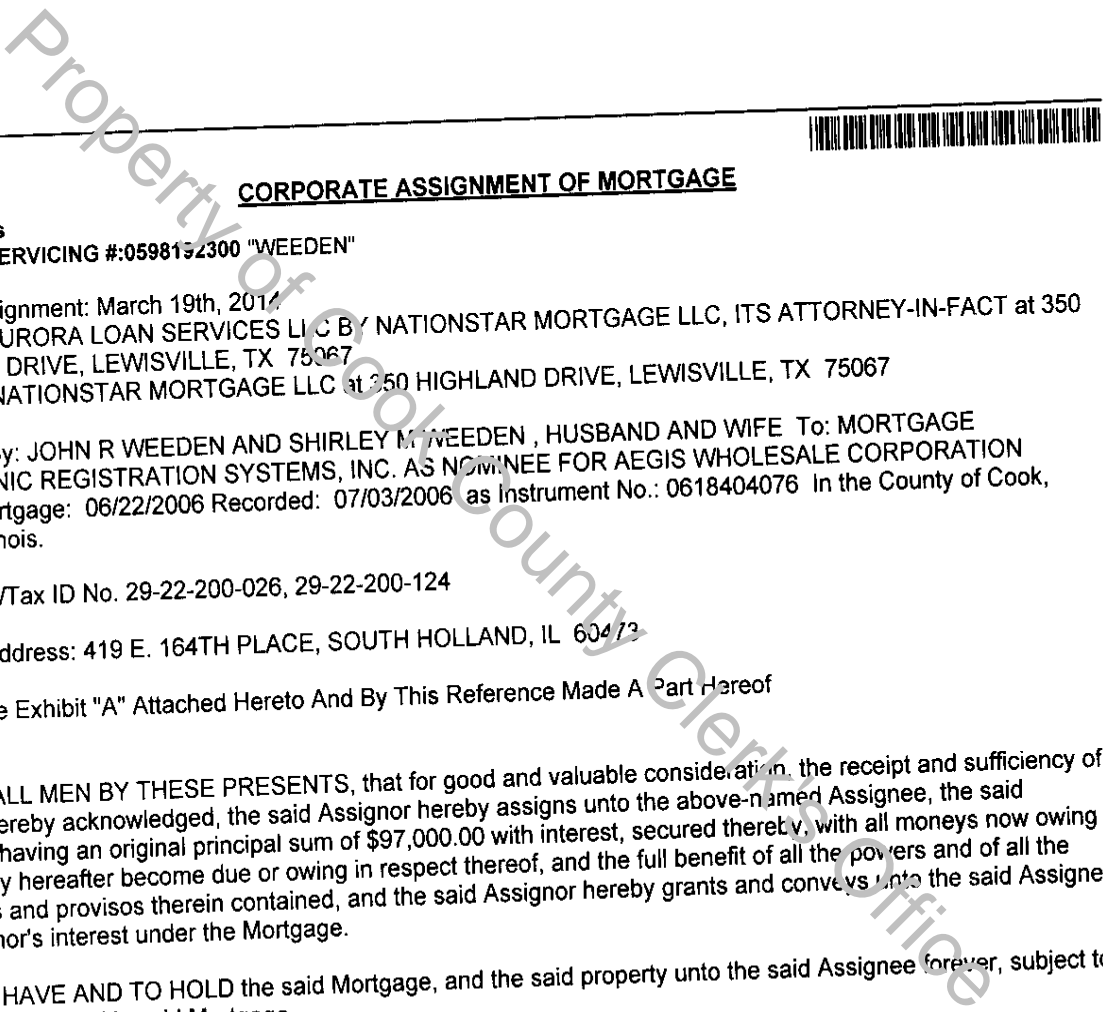 CORPORATE ASSIGNMENT OF MORTGAGE
s
ERVICING #:0598192300 "WEEDEN"
ignment: March 19th, 2014
URORA LOAN SERVICES LLC BY NATIONSTAR MORTGAGE LLC, ITS ATTORNEY-IN-FACT at 350
DRIVE, LEWISVILLE, TX 75067
NATIONSTAR MORTGAGE LLC at 350 HIGHLAND DRIVE, LEWISVILLE, TX 75067
y: JOHN R WEEDEN AND SHIRLEY M WEEDEN , HUSBAND AND WIFE To: MORTGAGE
NIC REGISTRATION SYSTEMS, INC. AS NOMINEE FOR AEGIS WHOLESALE CORPORATION
rtgage: 06/22/2006 Recorded: 07/03/2006 as Instrument No.: 0618404076 In the County of Cook,
nois.
/Tax ID No. 29-22-200-026, 29-22-200-124
ddress: 419 E. 164TH PLACE, SOUTH HOLLAND, IL 60473
e Exhibit "A" Attached Hereto And By This Reference Made A Part Hereof
ALL MEN BY THESE PRESENTS, that for good and valuable consideration, the receipt and sufficiency of
ereby acknowledged, the said Assignor hereby assigns unto the above-named Assignee, the said
having an original principal sum of $97,000.00 with interest, secured thereby, with all moneys now owing
y hereafter become due or owing in respect thereof, and the full benefit of all the powers and of all the
s and provisos therein contained, and the said Assignor hereby grants and conveys unto the said Assigne
nor's interest under the Mortgage.
HAVE AND TO HOLD the said Mortgage, and the said property unto the said Assignee forever, subject to
Property of Cook County Clerk's Office